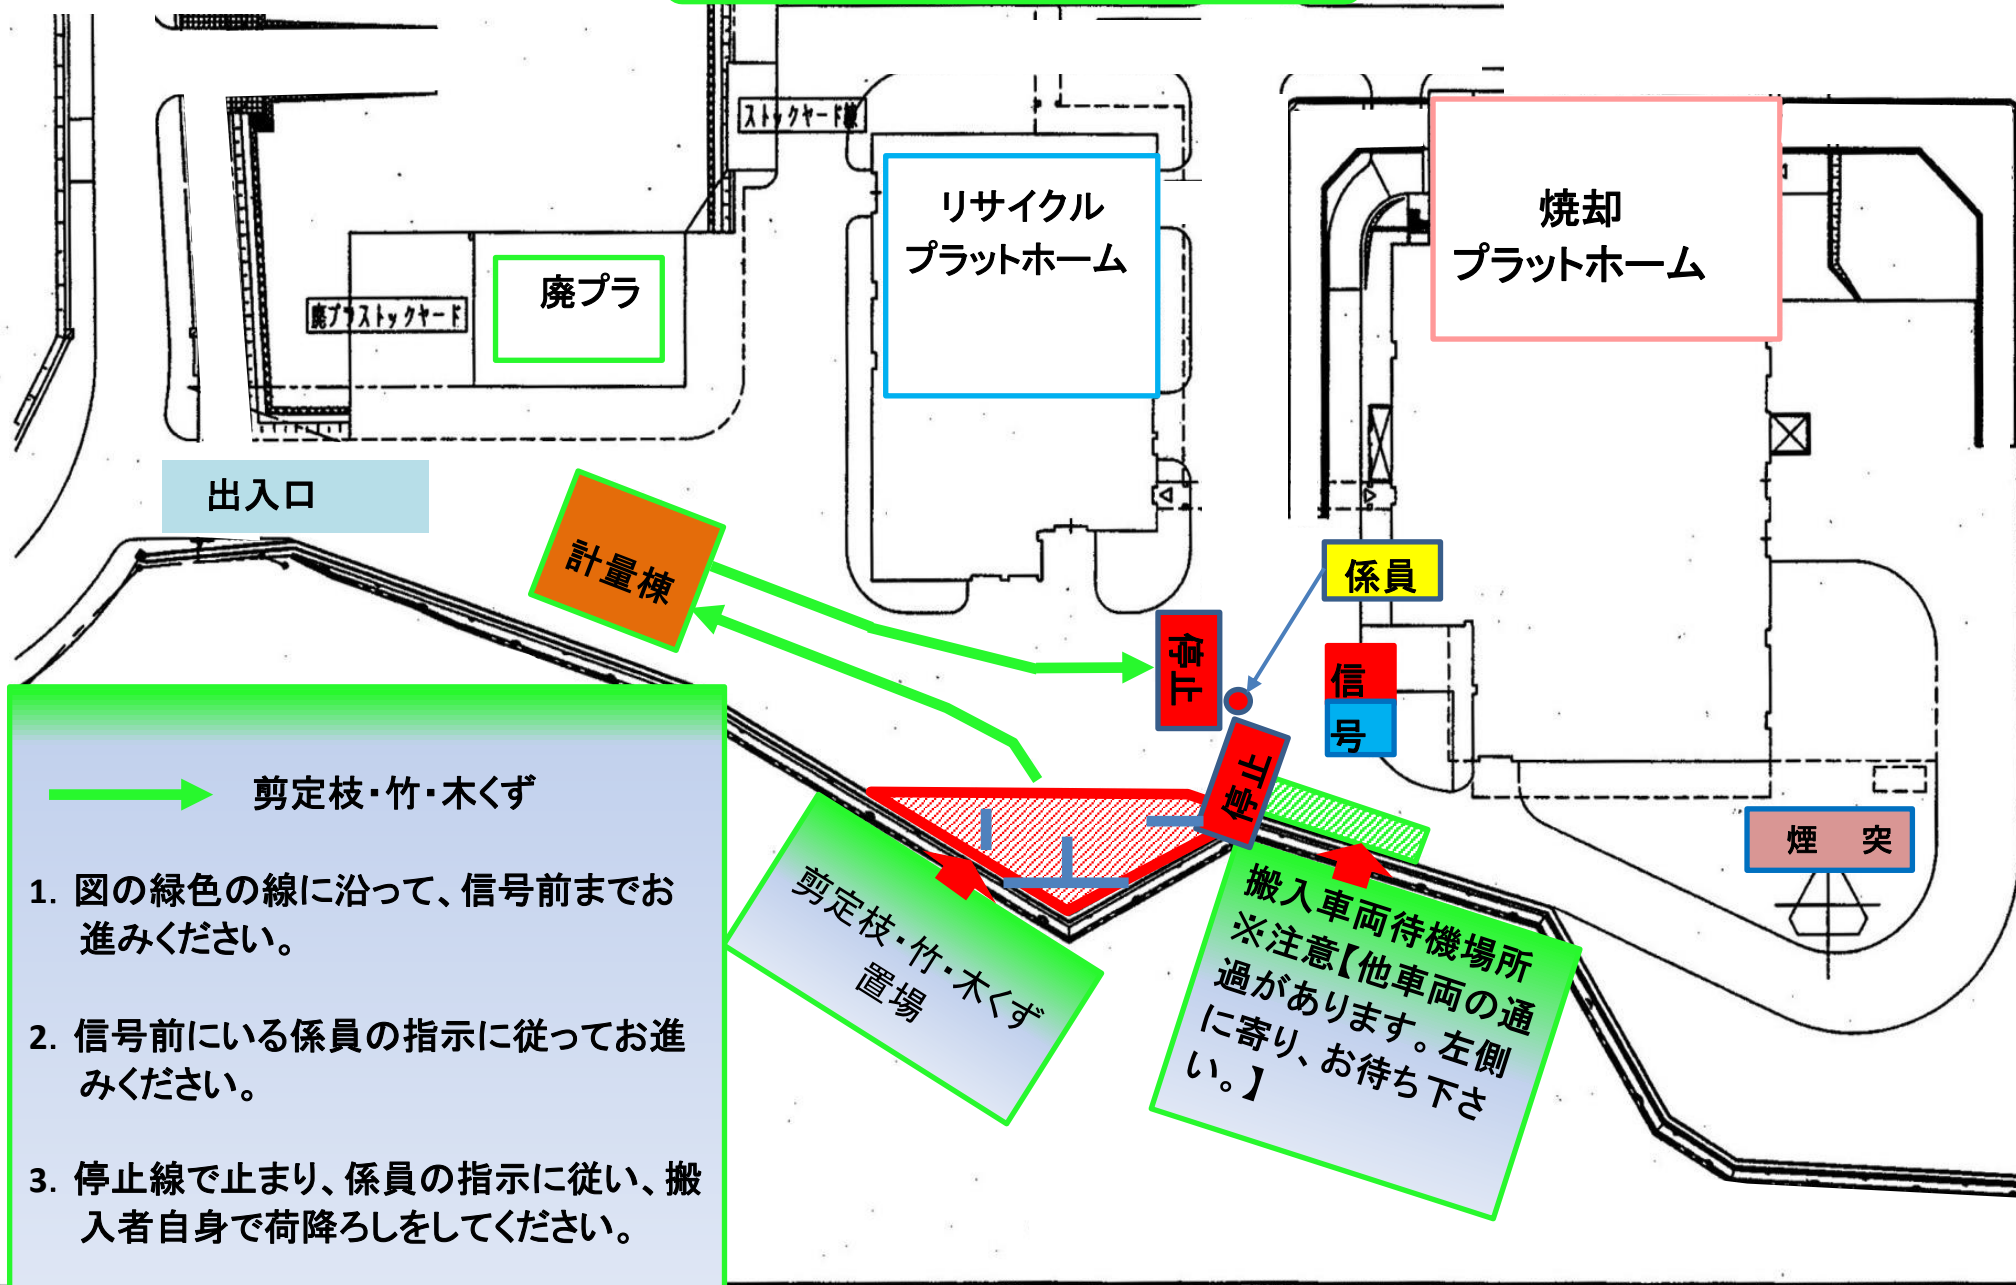 ストックヤード棟
リサイクル
プラットホーム
焼却
プラットホーム
廃プラ
廃プラストックヤード
出入口
計量棟
係員
停止
信
号
停止
煙 突
剪定枝・竹・木くず
1. 図の緑色の線に沿って、信号前までお
進みください。
2. 信号前にいる係員の指示に従ってお進
みください。
3. 停止線で止まり、係員の指示に従い、搬
入者自身で荷降ろしをしてください。
剪定枝・竹・木くず
置場
搬入車両待機場所
※注意【他車両の通
過があります。左側
に寄り、お待ち下さ
い。】